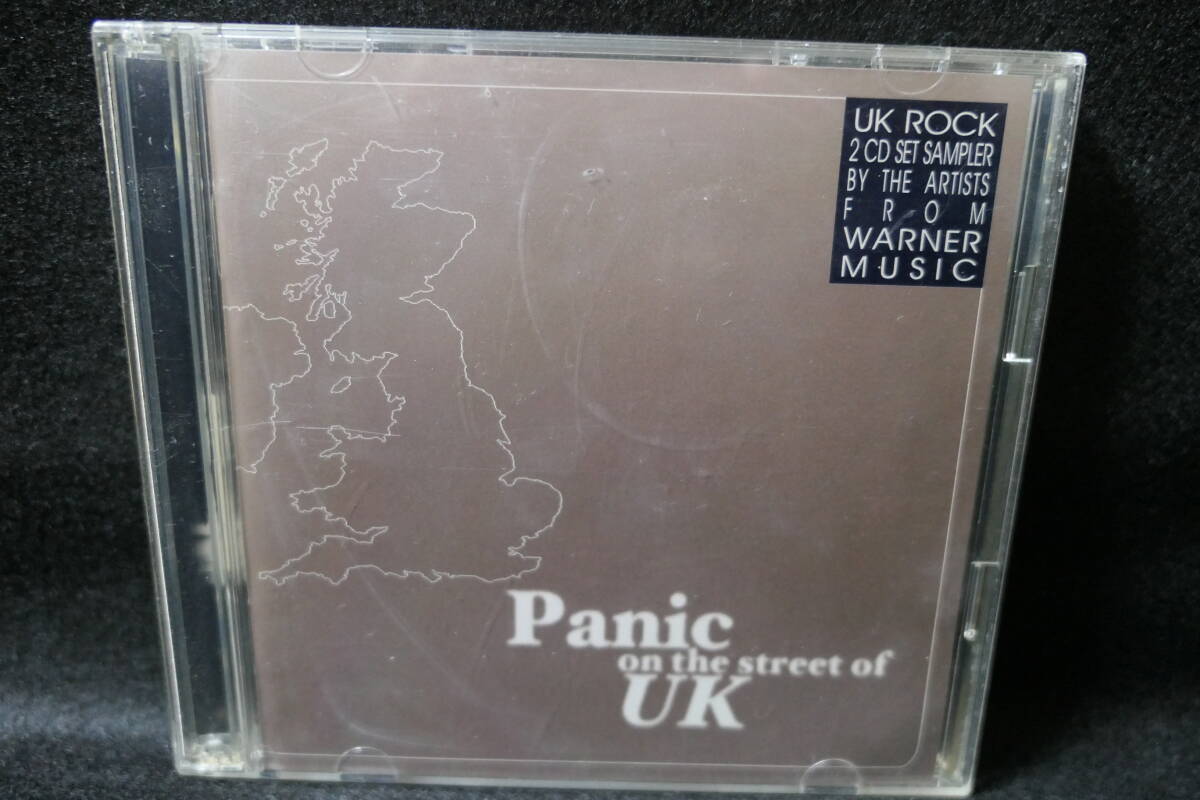 UK ROCK
2 CD SET SAMPLER
BY THE ARTISTS
FROM
WARNER
MUSIC
Panic
on the street of
UK